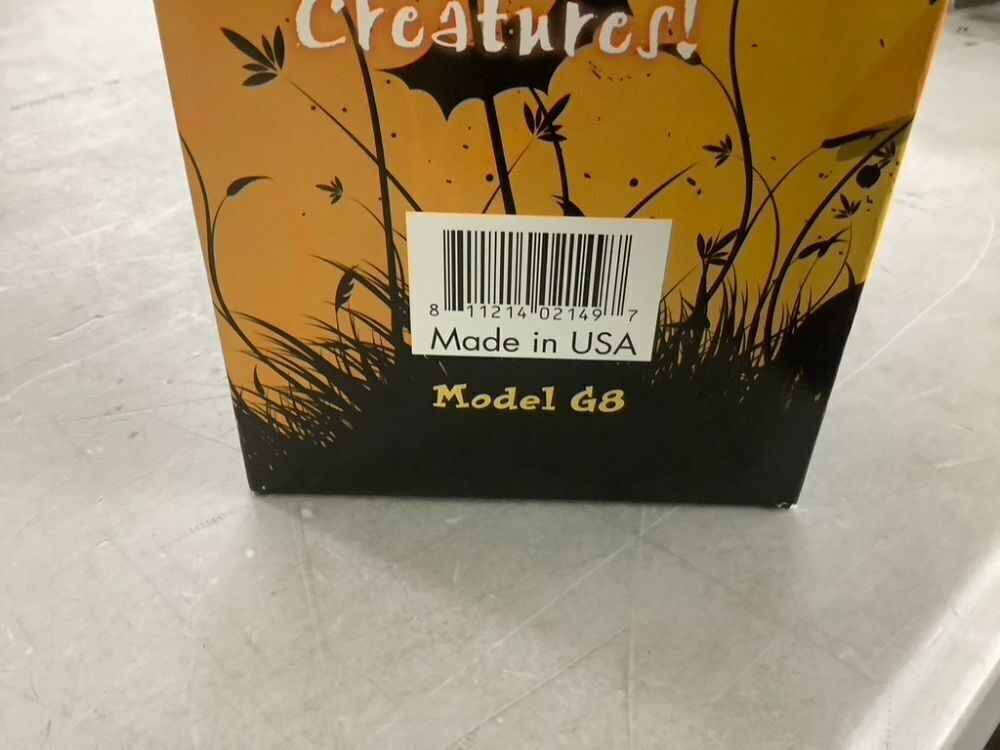 Creatures!
8 11214 02149 7
Made in USA
Model G8